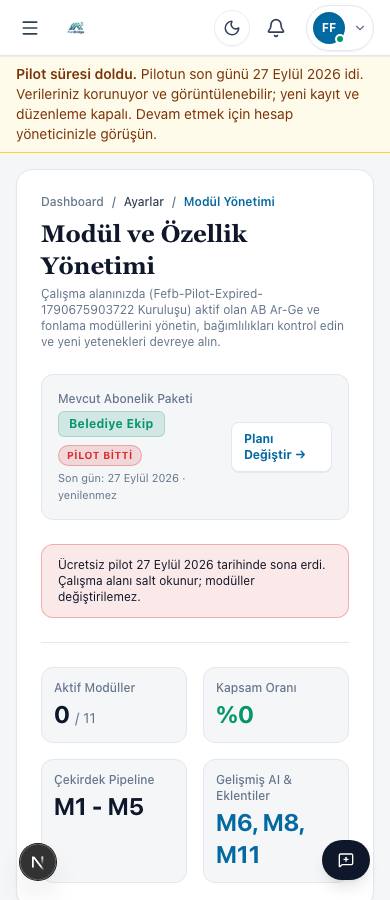 FF
Pilot süresi doldu. Pilotun son günü 27 Eylül 2026 idi.
Verileriniz korunuyor ve görüntülenebilir; yeni kayıt ve
düzenleme kapalı. Devam etmek için hesap
yöneticinizle görüşün.
Dashboard / Ayarlar / Modül Yönetimi
Modül ve Özellik
Yönetimi
Çalışma alanınızda (Fefb-Pilot-Expired-
1790675903722 Kuruluşu) aktif olan AB Ar-Ge ve
fonlama modüllerini yönetin, bağımlılıkları kontrol edin
ve yeni yetenekleri devreye alın.
Mevcut Abonelik Paketi
Belediye Ekip
PİLOT BİTTİ
Son gün: 27 Eylül 2026 ·
yenilenmez
Planı
Değiştir →
Ücretsiz pilot 27 Eylül 2026 tarihinde sona erdi.
Çalışma alanı salt okunur; modüller
değiştirilemez.
Aktif Modüller
0 / 11
Kapsam Oranı
%0
Çekirdek Pipeline
M1 - M5
Gelişmiş AI &
Eklentiler
M6, M8,
M11
N